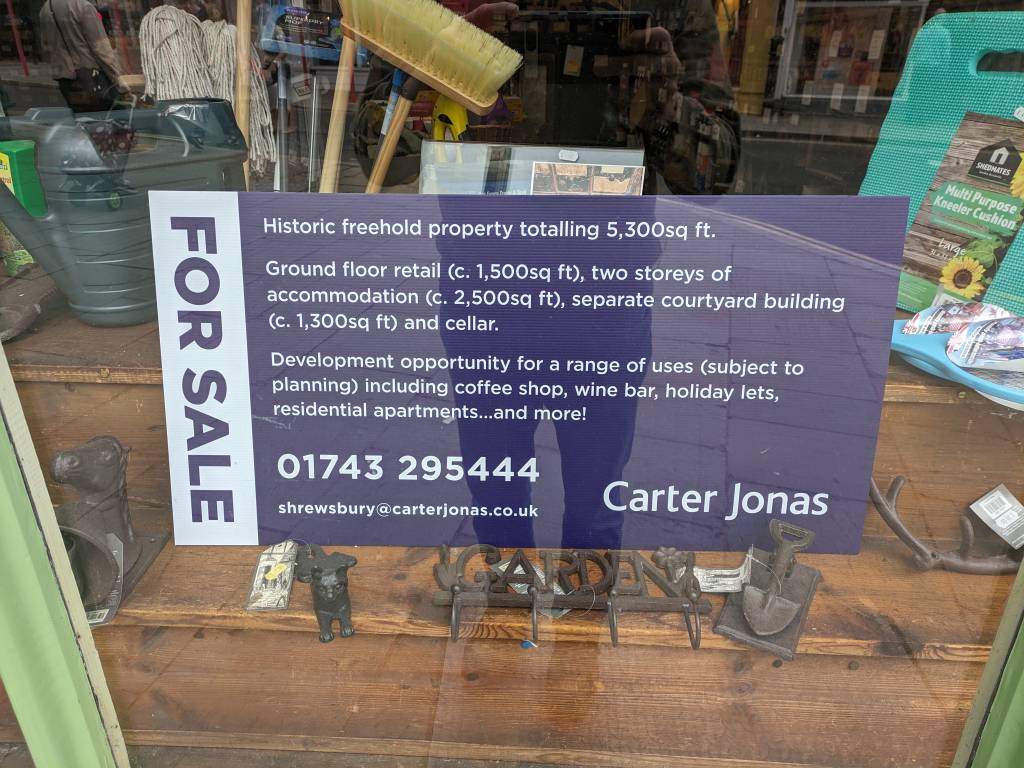 FOR SALE
Historic freehold property totalling 5,300sq ft.
Ground floor retail (c. 1,500sq ft), two storeys of
accommodation (c. 2,500sq ft), separate courtyard building
(c. 1,300sq ft) and cellar.
Development opportunity for a range of uses (subject to
planning) including coffee shop, wine bar, holiday lets,
residential apartments...and more!
01743 295444
shrewsbury@carterjonas.co.uk
Carter Jonas
SHEDMATES
Multi Purpose
Kneeler Cushion
Large
GARDEN